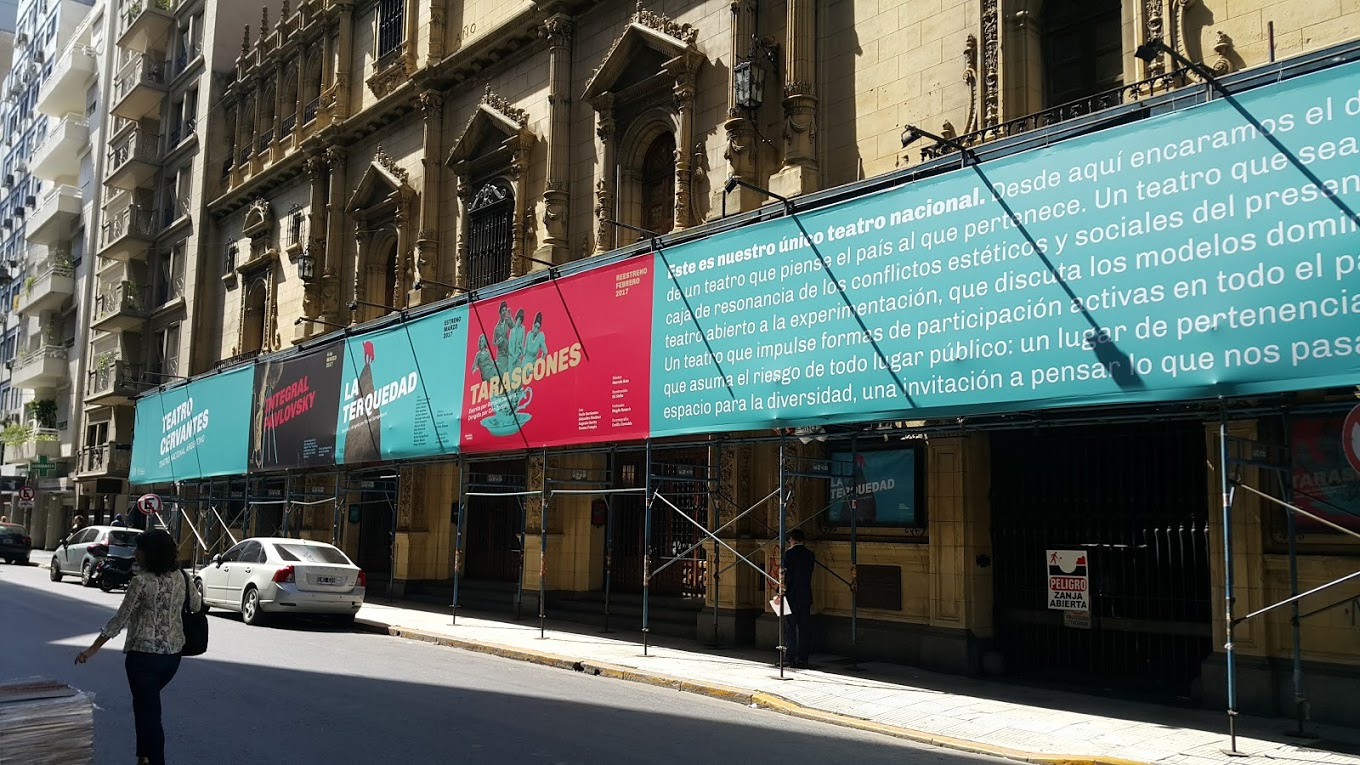 TEATRO
CERVANTES
TEATRO NACIONAL ARGENTINO
INTEGRAL
PAVLOVSKY
ESTRENO
MARZO
2017
LA
TERQUEDAD
REESTRENO
FEBRERO
2017
TARASCONES
Este es nuestro único teatro nacional. Desde aquí encaramos el d
de un teatro que piense el país al que pertenece. Un teatro que sea
caja de resonancia de los conflictos estéticos y sociales del presen
teatro abierto a la experimentación, que discuta los modelos domin
Un teatro que impulse formas de participación activas en todo el pa
que asuma el riesgo de todo lugar público: un lugar de pertenencia
espacio para la diversidad, una invitación a pensar lo que nos pasa
LA
TERQUEDAD
PELIGRO
ZANJA
ABIERTA